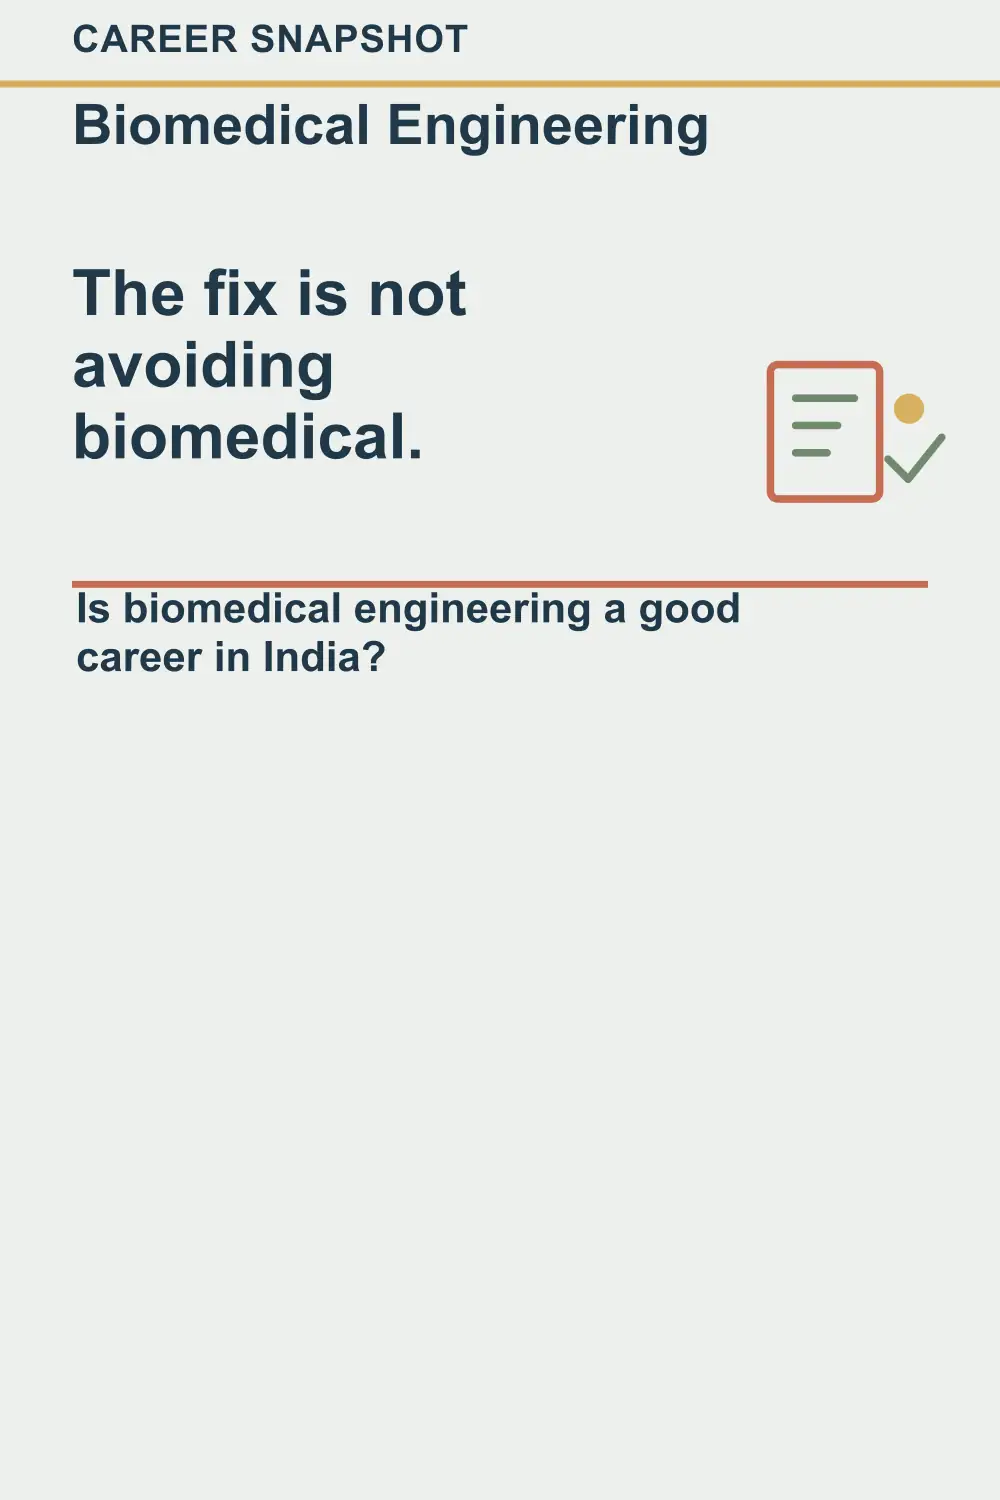 CAREER SNAPSHOT
Biomedical Engineering
The fix is not
avoiding
biomedical.
Is biomedical engineering a good
career in India?